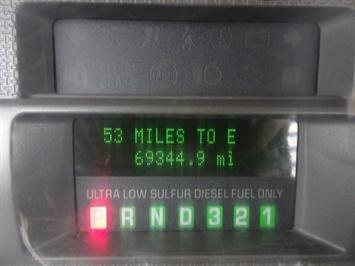 53 MILES TO E
69344.9 mi
ULTRA LOW SULFUR DIESEL FUEL ONLY
P R N D 3 2 1